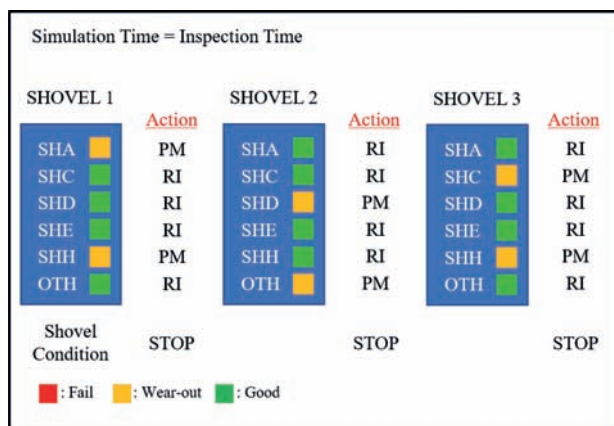 Simulation Time = Inspection Time
SHOVEL 1 SHOVEL 2 SHOVEL 3
Action Action Action
SHA PM SHA RI SHA RI
SHC RI SHC RI SHC PM
SHD RI SHD PM SHD RI
SHE RI SHE RI SHE RI
SHH PM SHH RI SHH PM
OTH RI OTH PM OTH RI
Shovel
Condition STOP STOP STOP
: Fail : Wear-out : Good